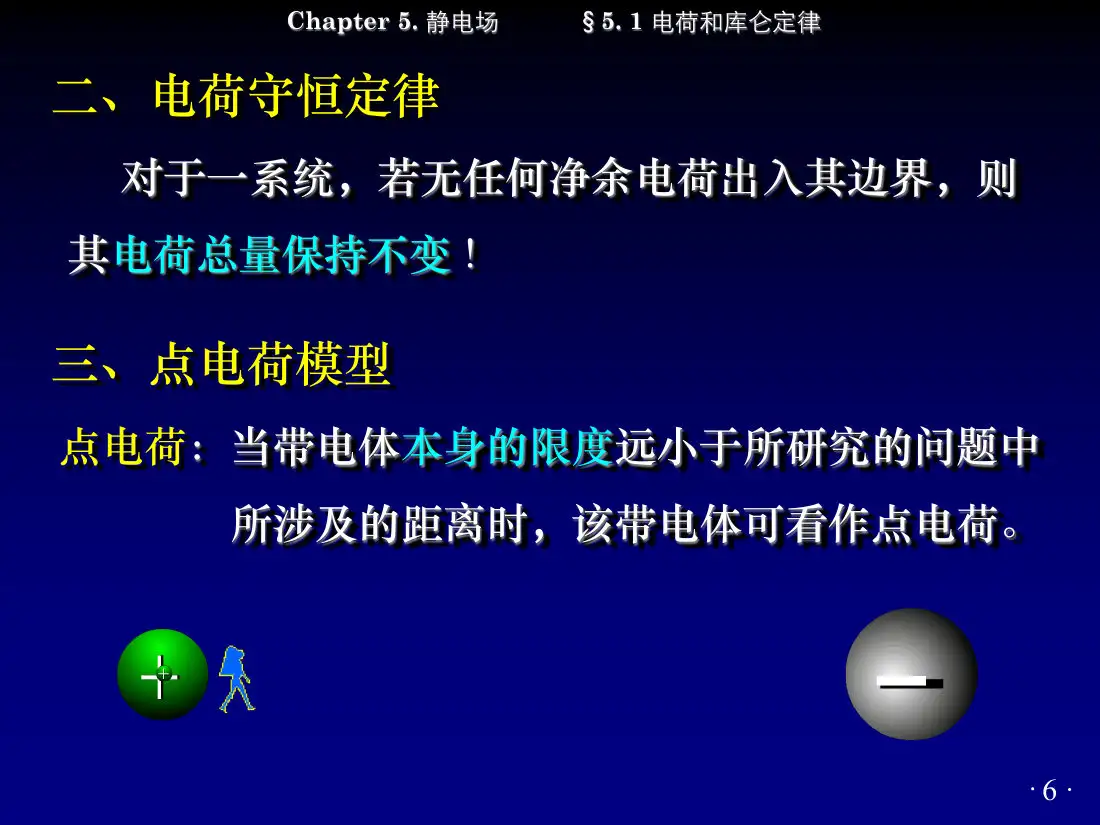 Chapter 5. 静电场 §5. 1 电荷和库仑定律
二、电荷守恒定律
对于一系统，若无任何净余电荷出入其边界，则
其电荷总量保持不变！
三、点电荷模型
点电荷：当带电体本身的限度远小于所研究的问题中
所涉及的距离时，该带电体可看作点电荷。
+ + −
· 6 ·